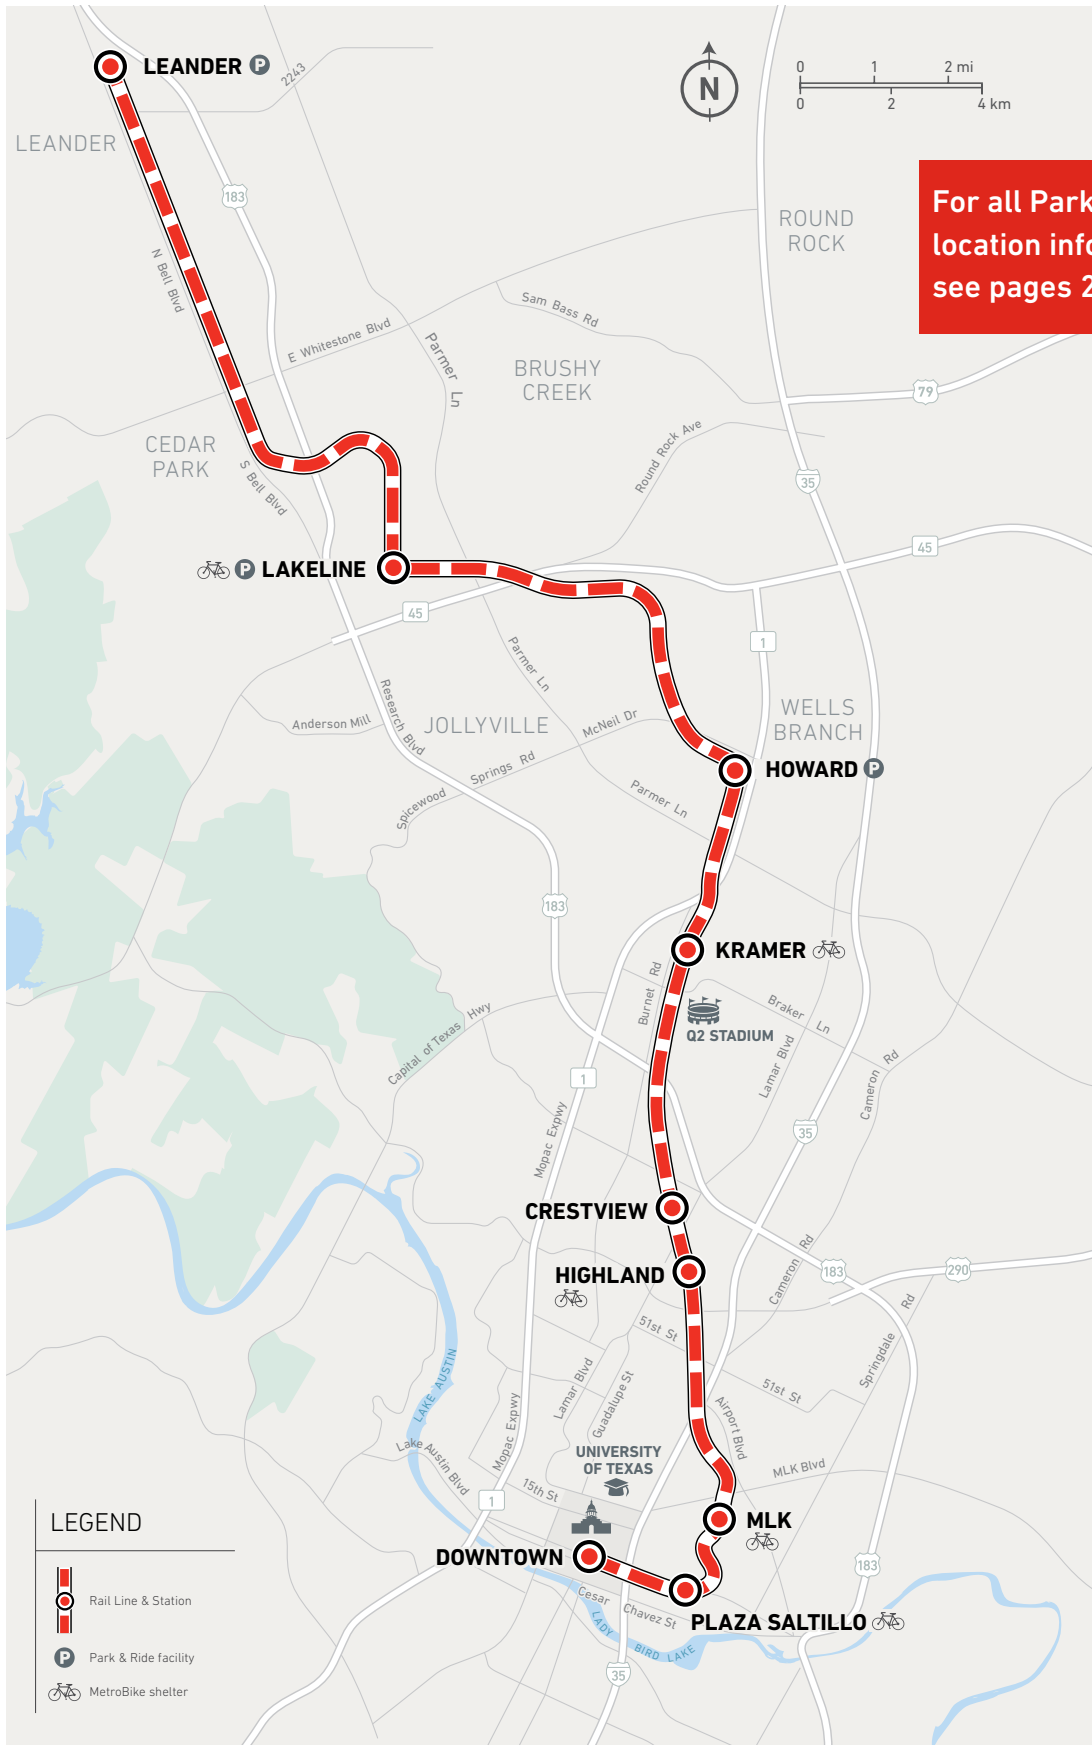 LEANDER P
2243
N
0 1 2 mi
0 2 4 km
LEANDER
183
For all Park
location info
see pages 2
ROUND
ROCK
N Bell Blvd
Sam Bass Rd
E Whitestone Blvd
Parmer Ln
BRUSHY
CREEK
79
CEDAR
PARK
Round Rock Ave
S Bell Blvd
35
45
P LAKELINE
45
1
Parmer Ln
Research Blvd
Anderson Mill
JOLLYVILLE
McNeil Dr
WELLS
BRANCH
Springs Rd
HOWARD P
Spicewood
Parmer Ln
183
KRAMER
Burnet Rd
Braker Ln
Q2 STADIUM
Capital of Texas Hwy
Lamar Blvd
Cameron Rd
1
Mopac Expwy
35
CRESTVIEW
Cameron Rd
183
290
HIGHLAND
51st St
Springdale Rd
LAKE AUSTIN
Lamar Blvd
Guadalupe St
51st St
Mopac Expwy
Airport Blvd
Lake Austin Blvd
UNIVERSITY
OF TEXAS
MLK Blvd
15th St
1
MLK
LEGEND
DOWNTOWN
183
Cesar Chavez St
Rail Line & Station
LADY BIRD LAKE
PLAZA SALTILLO
P Park & Ride facility
35
MetroBike shelter